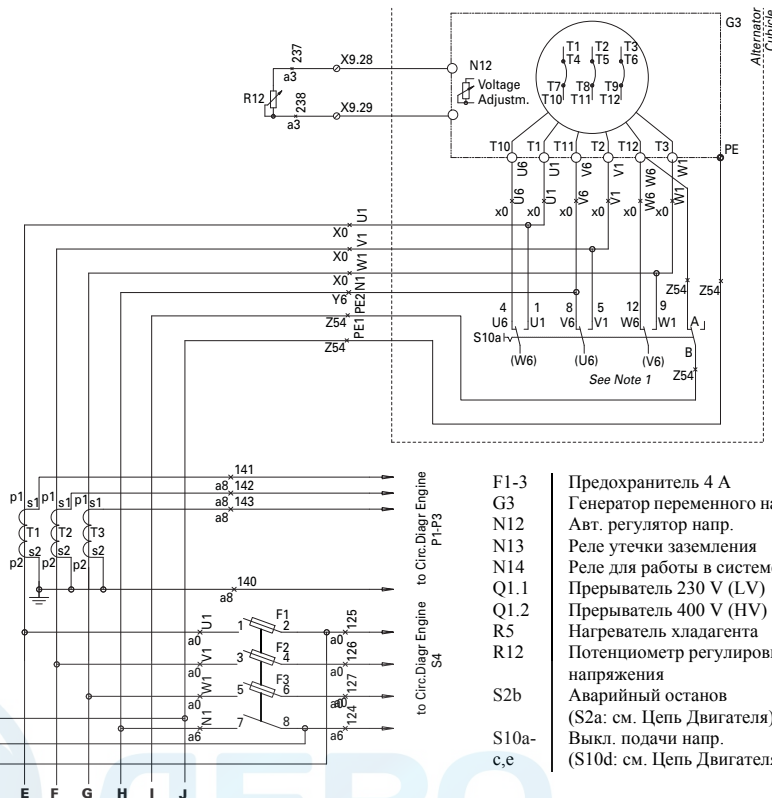 G3
Alternator
Cubicle
237
X9.28
a3
N12
Voltage
Adjustm.
R12
238
X9.29
a3
T1 T2 T3
T4 T5 T6
T7 T8 T9
T10 T11 T12
PE
T10 T1 T11 T2 T12 T3
U6 U1 V6 V1 W6 W1
U6 U1 V6 V1 W6 W1
x0 x0 x0 x0 x0 x0
X0 U1
X0 V1
X0 W1
Y6 N1
Z54 PE2
Z54 PE1
Z54 Z54
4 1 8 5 12 9
U6 U1 V6 V1 W6 W1 A
S10a
B
(W6) (U6) (V6)
See Note 1
Z54
141
a8 142
a8 143
a8
p1 s1 p1 s1 p1 s1
T1 T2 T3
p2 s2 p2 s2 p2 s2
140
a8
to Circ.Diagr Engine
P1-P3
U1 1 F1 2 125
a0 a0
V1 3 F2 4 126
a0 a0
W1 5 F3 6 127
a0 a0
N1 7 8 124
a6 a6
to Circ.Diagr Engine
S4
E F G H I J
F1-3 Предохранитель 4 А
G3 Генератор переменного на
N12 Авт. регулятор напр.
N13 Реле утечки заземления
N14 Реле для работы в системе
Q1.1 Прерыватель 230 V (LV)
Q1.2 Прерыватель 400 V (HV)
R5 Нагреватель хладагента
R12 Потенциометр регулиров
напряжения
S2b Аварийный останов
(S2a: см. Цепь Двигателя)
S10a- Выкл. подачи напр.
c,e (S10d: см. Цепь Двигателя